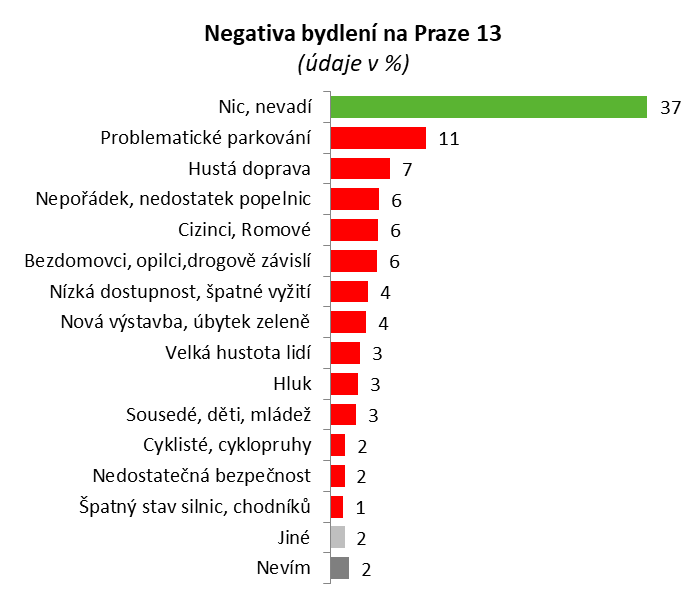 Negativa bydlení na Praze 13
(údaje v %)
Nic, nevadí 37
Problematické parkování 11
Hustá doprava 7
Nepořádek, nedostatek popelnic 6
Cizinci, Romové 6
Bezdomovci, opilci,drogově závislí 6
Nízká dostupnost, špatné vyžití 4
Nová výstavba, úbytek zeleně 4
Velká hustota lidí 3
Hluk 3
Sousedé, děti, mládež 3
Cyklisté, cyklopruhy 2
Nedostatečná bezpečnost 2
Špatný stav silnic, chodníků 1
Jiné 2
Nevím 2